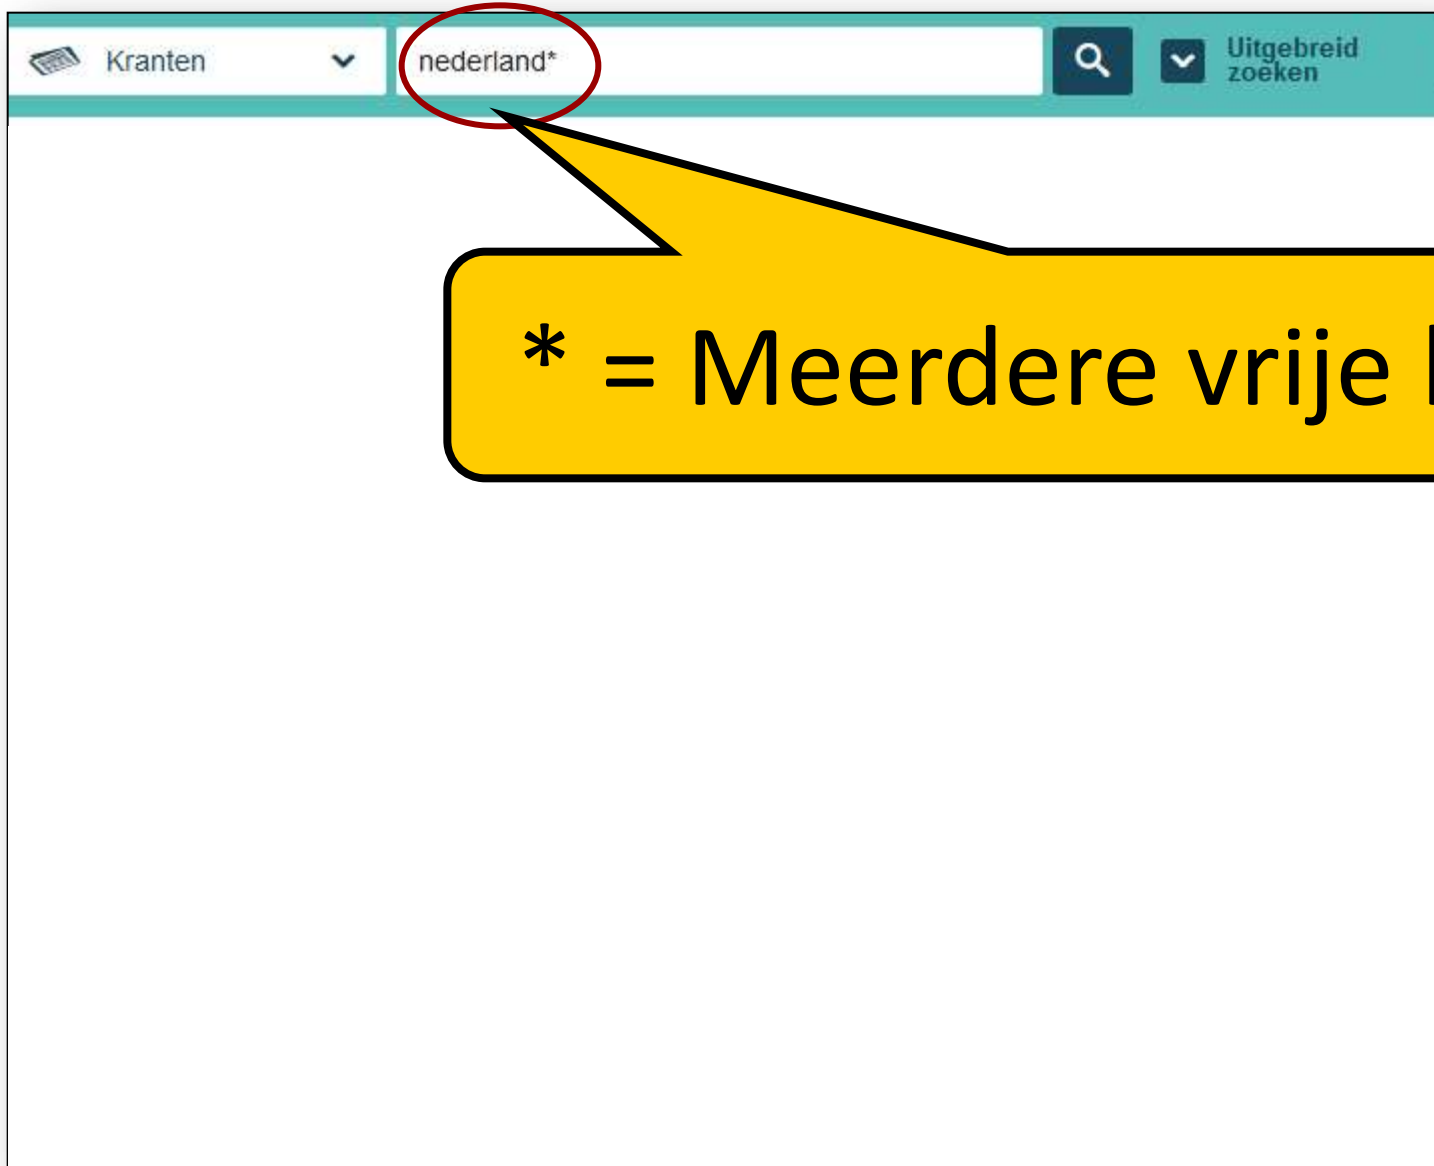 Kranten
nederland*
Uitgebreid
zoeken
* = Meerdere vrije